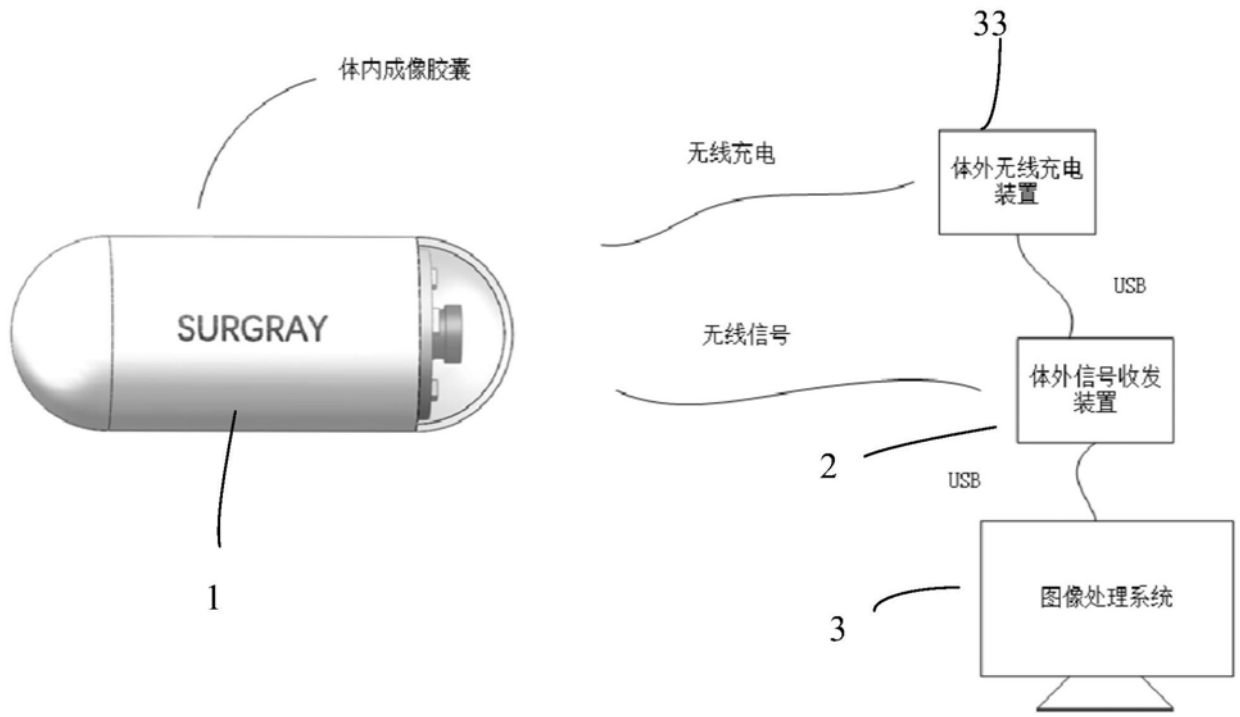 33
体内成像胶囊
无线充电
体外无线充电
装置
USB
SURGRAY
无线信号
体外信号收发
装置
2
USB
1
3
图像处理系统